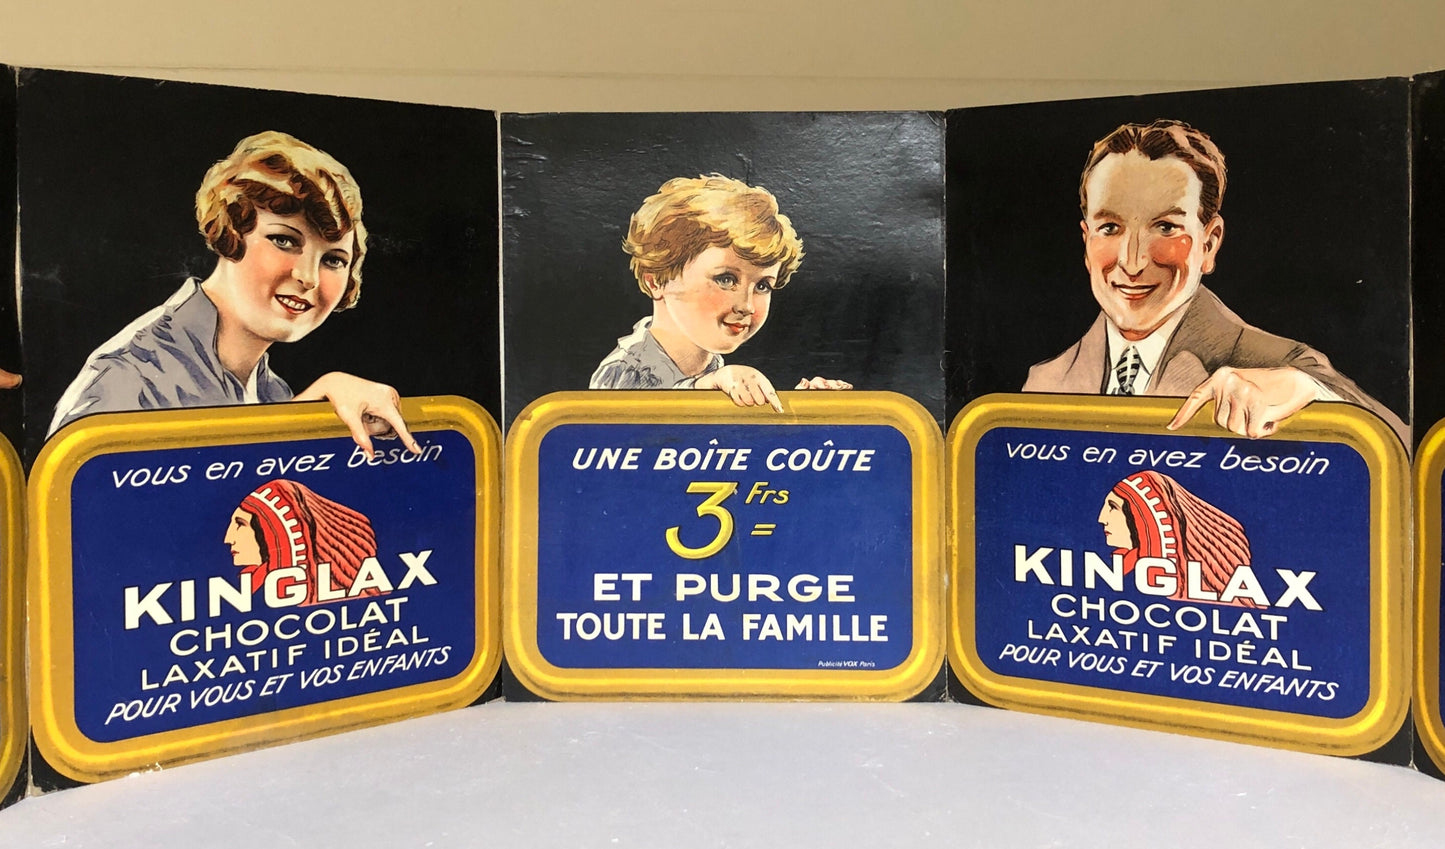 vous en avez besoin
KINGLAX
CHOCOLAT
LAXATIF IDÉAL
POUR VOUS ET VOS ENFANTS
UNE BOÎTE COÛTE
3 Frs
=
ET PURGE
TOUTE LA FAMILLE
Publicité VOX Paris
vous en avez besoin
KINGLAX
CHOCOLAT
LAXATIF IDÉAL
POUR VOUS ET VOS ENFANTS